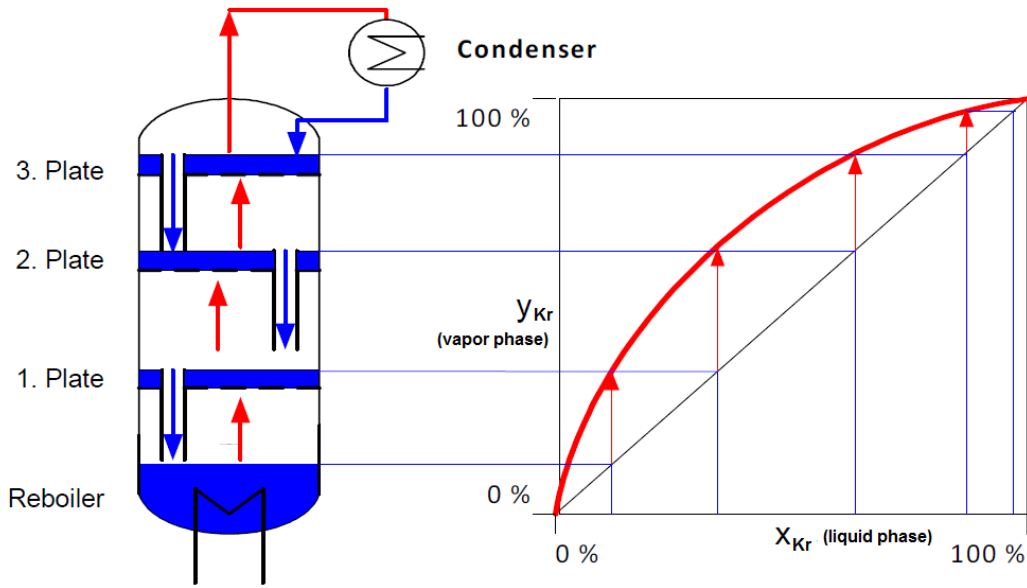 Condenser
100 %
3. Plate
2. Plate
yKr
(vapor phase)
1. Plate
Reboiler
0 %
xKr (liquid phase)
0 %
100 %